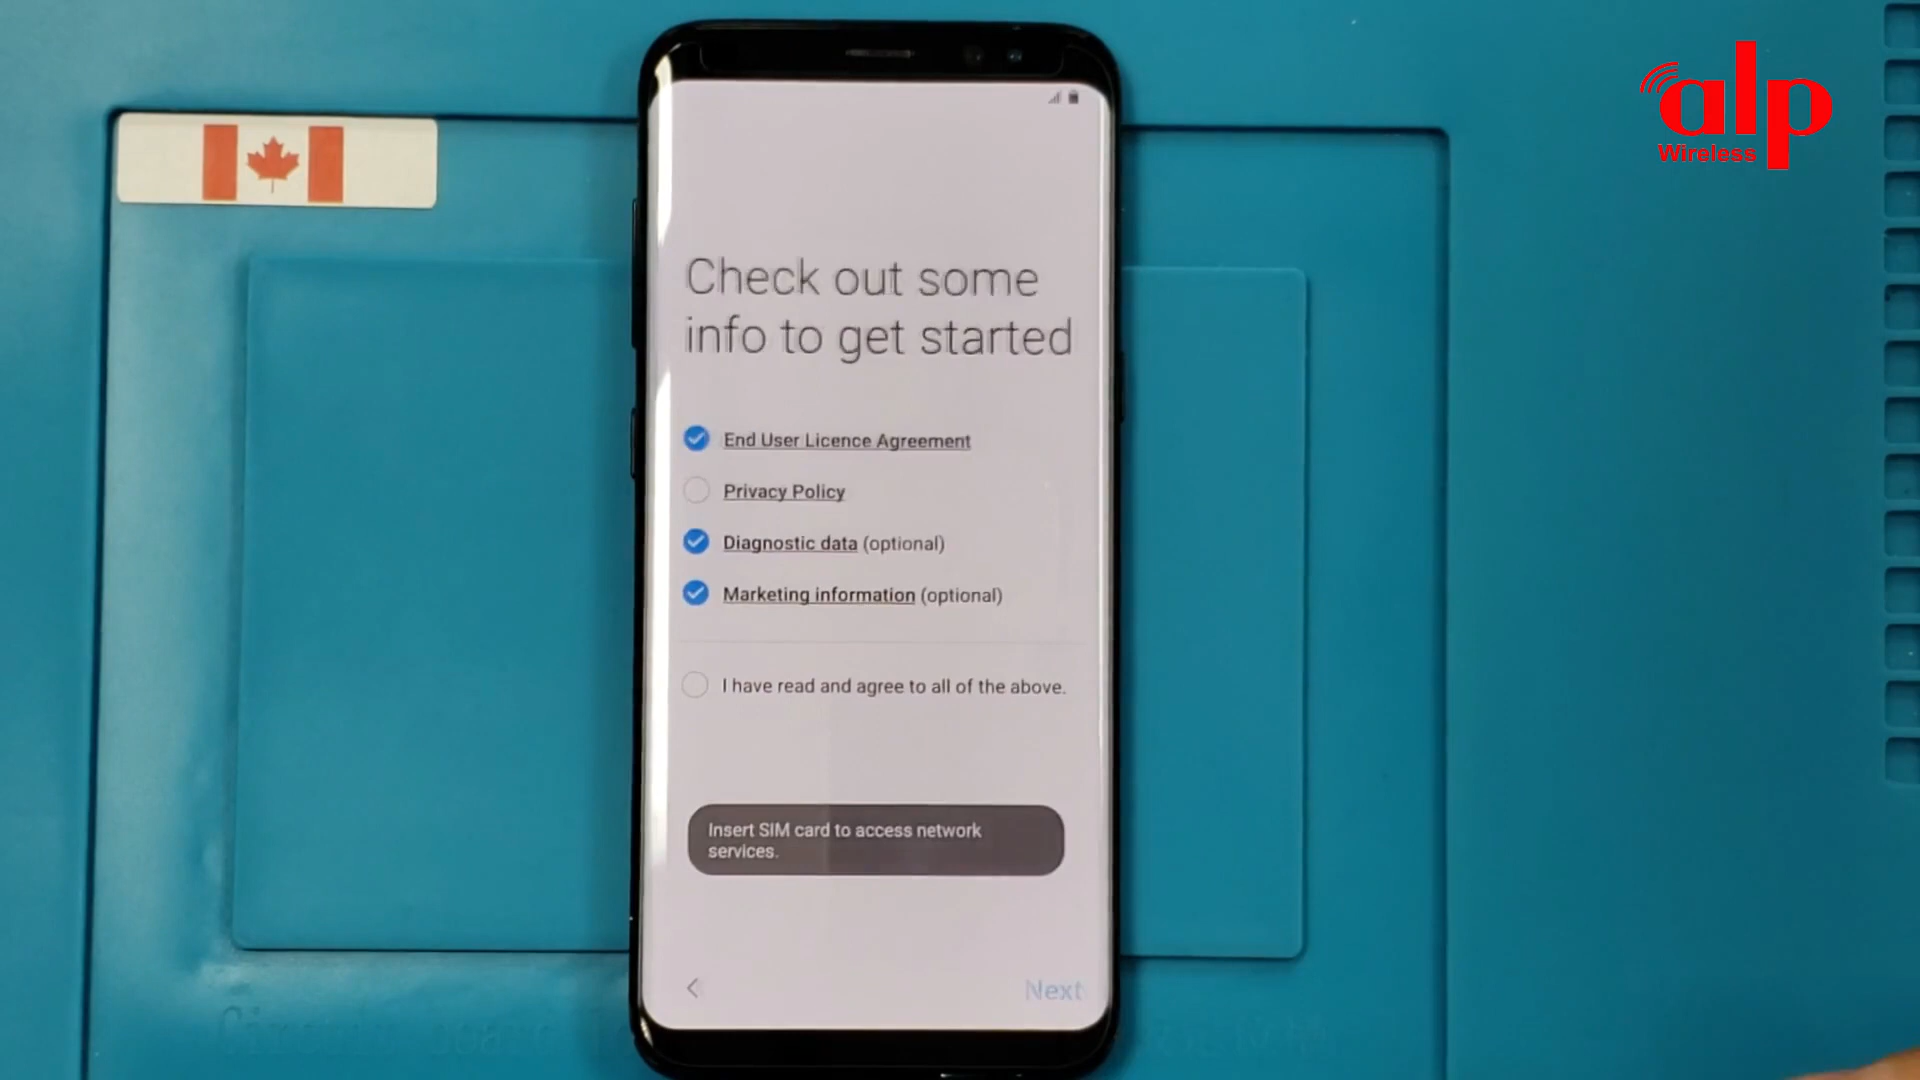 alp
Wireless
Check out some
info to get started
End User Licence Agreement
Privacy Policy
Diagnostic data (optional)
Marketing information (optional)
I have read and agree to all of the above.
Insert SIM card to access network
services.
Next